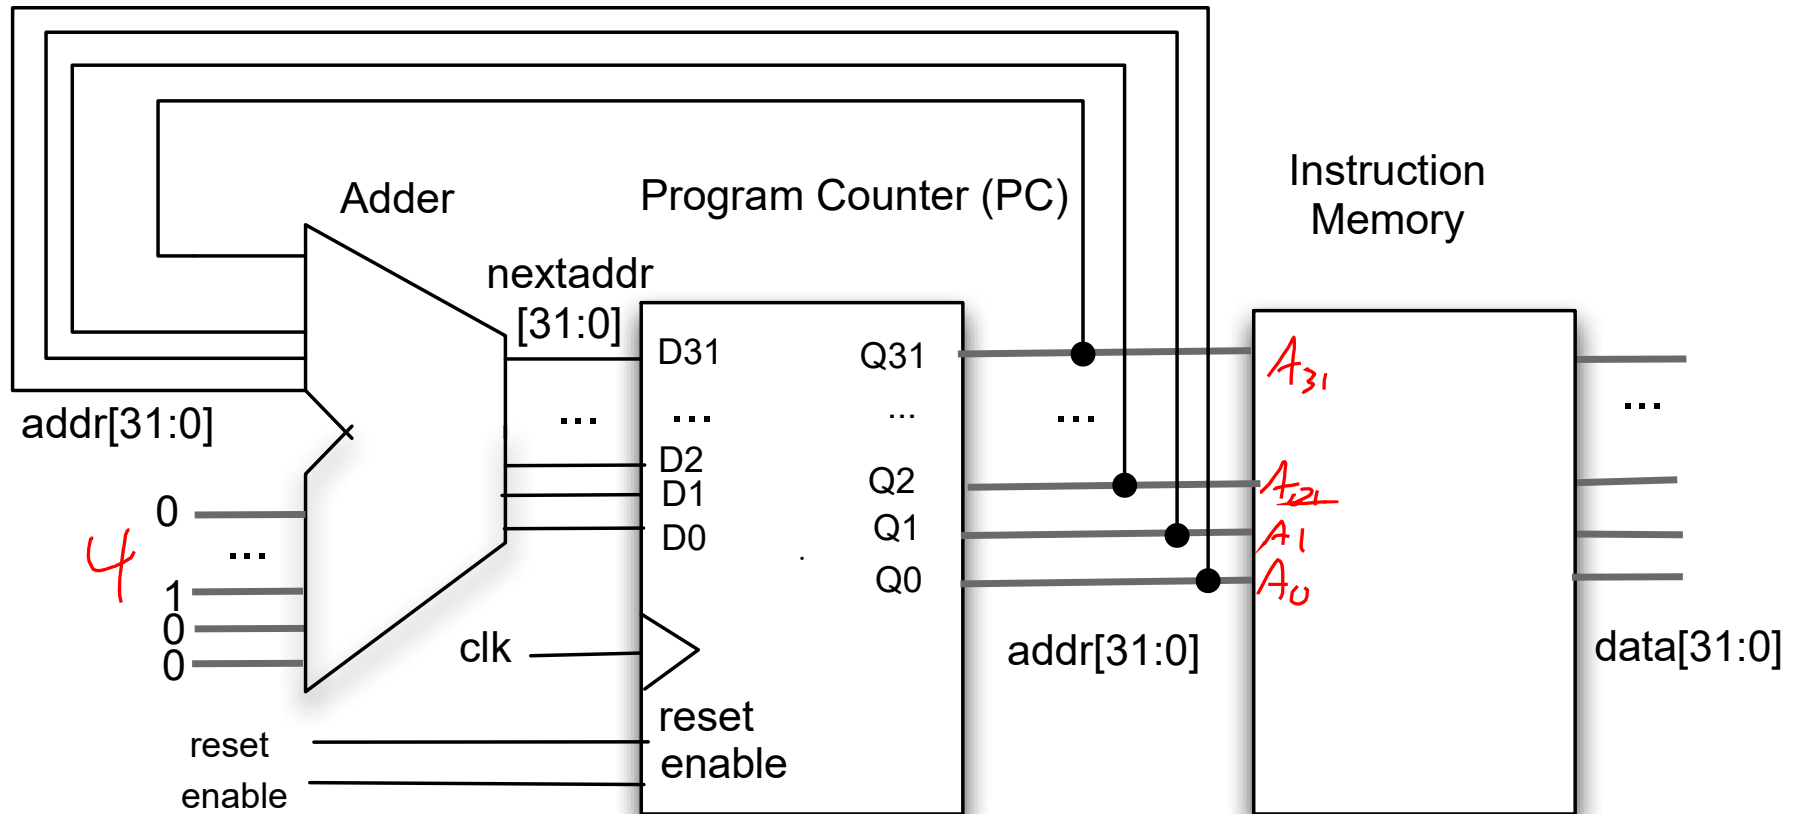 Adder
Program Counter (PC)
Instruction
Memory
nextaddr
[31:0]
addr[31:0]
D31
...
D2
D1
D0
Q31
...
Q2
Q1
Q0
...
...
A31
A2
A1
A0
...
0
...
1
0
0
4
clk
reset
enable
reset
enable
addr[31:0]
data[31:0]